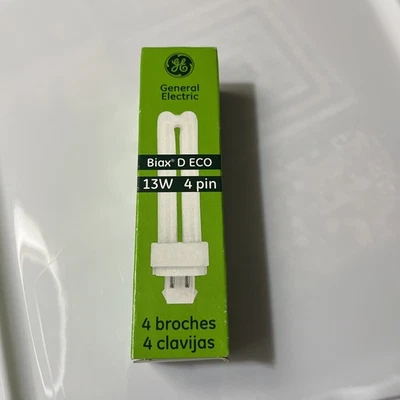 GE
General
Electric
Biax® D ECO
13W 4 pin
4 broches
4 clavijas